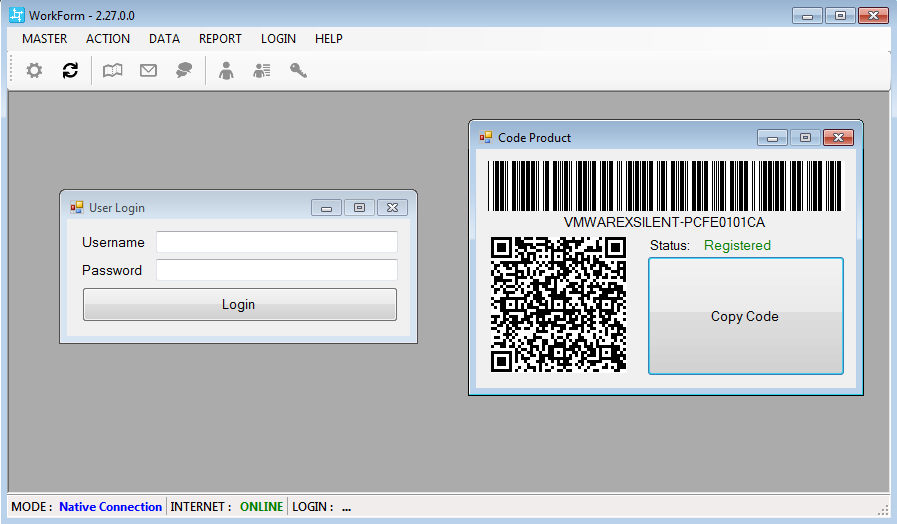 WorkForm - 2.27.0.0
MASTER ACTION DATA REPORT LOGIN HELP
User Login
Username
Password
Login
Code Product
VMWAREXSILENT-PCFE0101CA
Status: Registered
Copy Code
MODE : Native Connection INTERNET : ONLINE LOGIN : ...